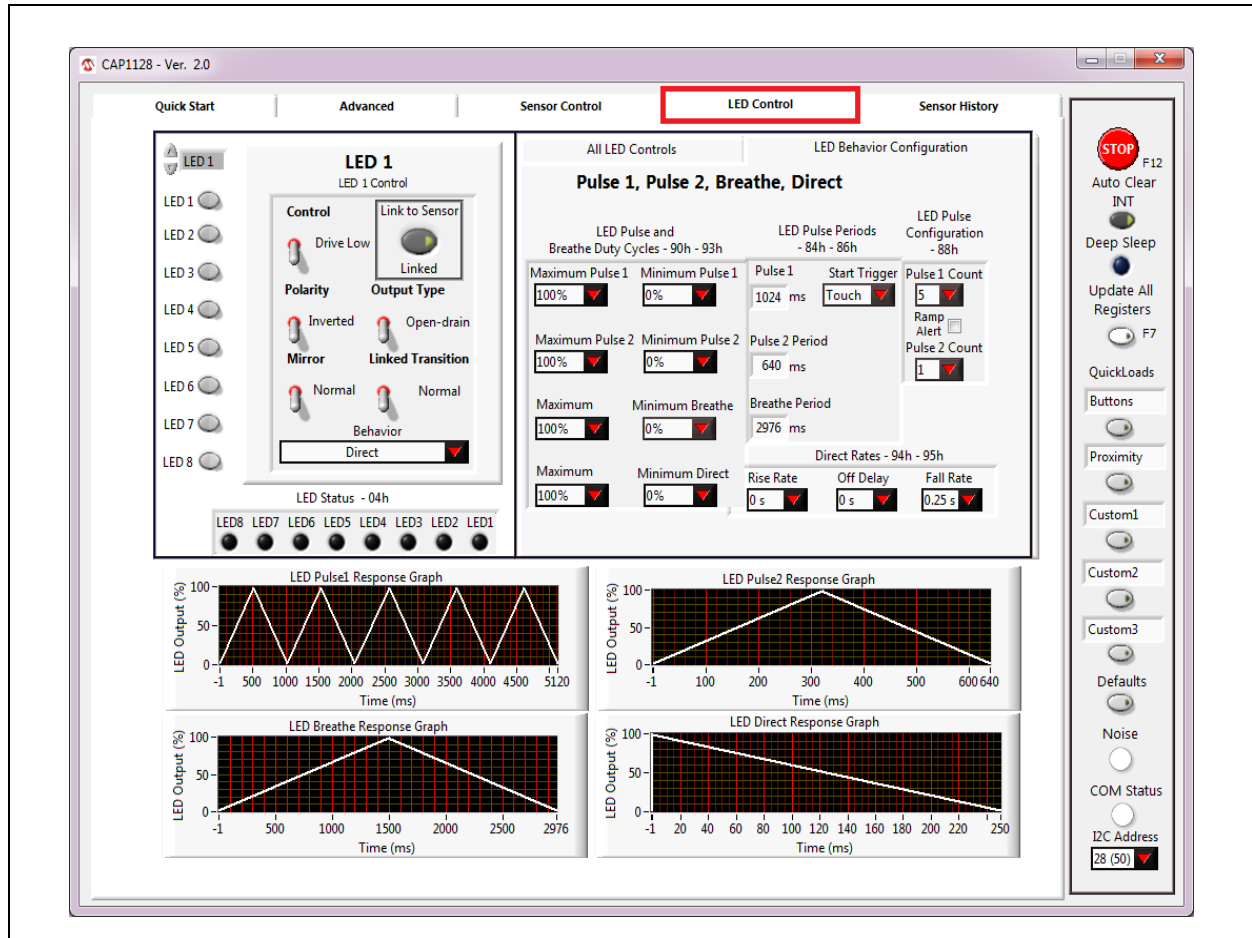 CAP1128 - Ver. 2.0
Quick Start Advanced Sensor Control LED Control Sensor History
LED 1
LED 1
LED 2
LED 3
LED 4
LED 5
LED 6
LED 7
LED 8
LED 1
LED 1 Control
Control Link to Sensor
Drive Low
Linked
Polarity Output Type
Inverted Open-drain
Mirror Linked Transition
Normal Normal
Behavior
Direct
LED Status - 04h
LED8 LED7 LED6 LED5 LED4 LED3 LED2 LED1
All LED Controls LED Behavior Configuration
Pulse 1, Pulse 2, Breathe, Direct
LED Pulse and
Breathe Duty Cycles - 90h - 93h
Maximum Pulse 1 Minimum Pulse 1
100% 0%
Maximum Pulse 2 Minimum Pulse 2
100% 0%
Maximum Minimum Breathe
100% 0%
Maximum Minimum Direct
100% 0%
LED Pulse Periods
- 84h - 86h
Pulse 1 Start Trigger
1024 ms Touch
Pulse 2 Period
640 ms
Breathe Period
2976 ms
LED Pulse
Configuration
- 88h
Pulse 1 Count
5
Ramp
Alert
Pulse 2 Count
1
Direct Rates - 94h - 95h
Rise Rate Off Delay Fall Rate
0 s 0 s 0.25 s
LED Pulse1 Response Graph
LED Output (%)
100
50
0
-1 500 1000 1500 2000 2500 3000 3500 4000 4500 5120
Time (ms)
LED Pulse2 Response Graph
LED Output (%)
100
50
0
-1 100 200 300 400 500 600 640
Time (ms)
LED Breathe Response Graph
LED Output (%)
100
50
0
-1 500 1000 1500 2000 2500 2976
Time (ms)
LED Direct Response Graph
LED Output (%)
100
50
0
-1 20 40 60 80 100 120 140 160 180 200 220 250
Time (ms)
STOP
F12
Auto Clear
INT
Deep Sleep
Update All
Registers
F7
QuickLoads
Buttons
Proximity
Custom1
Custom2
Custom3
Defaults
Noise
COM Status
I2C Address
28 (50)